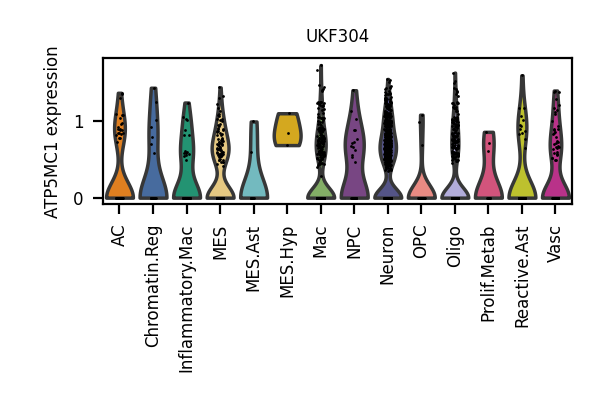 UKF304
ATP5MC1 expression
1
0
AC
Chromatin.Reg
Inflammatory.Mac
MES
MES.Ast
MES.Hyp
Mac
NPC
Neuron
OPC
Oligo
Prolif.Metab
Reactive.Ast
Vasc